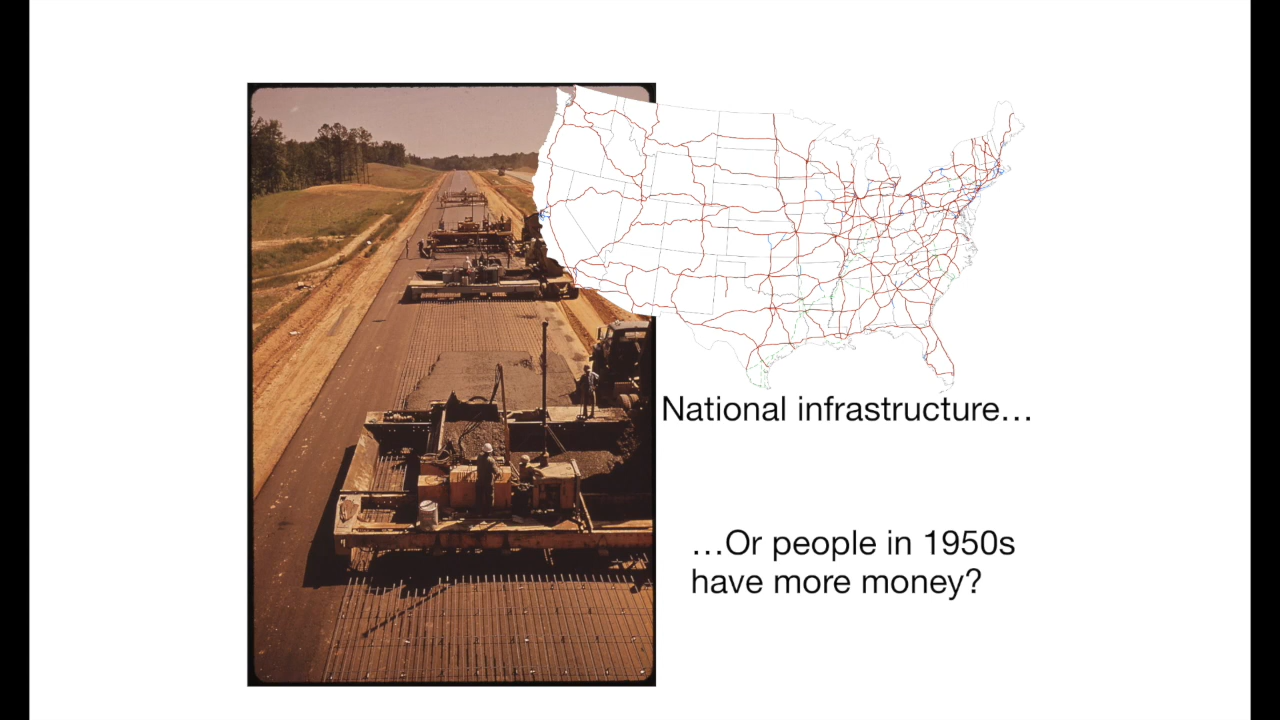 National infrastructure…
…Or people in 1950s
have more money?